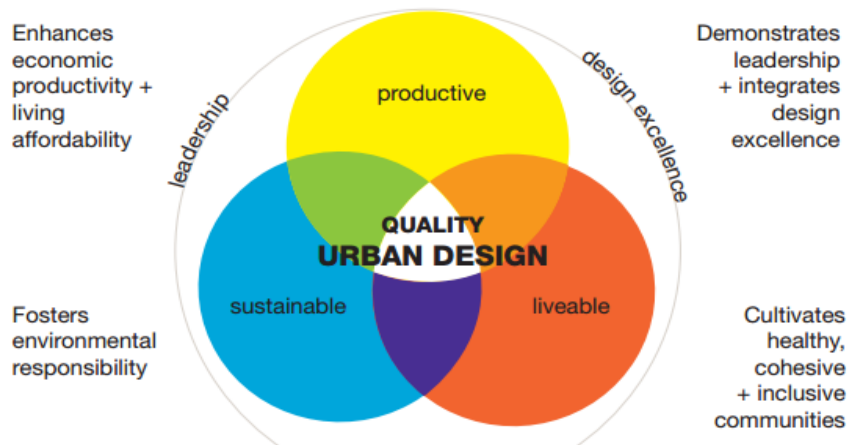 Enhances
economic
productivity +
living
affordability
Demonstrates
leadership
+ integrates
design
excellence
leadership
productive
design excellence
QUALITY
URBAN DESIGN
sustainable
liveable
Fosters
environmental
responsibility
Cultivates
healthy,
cohesive
+ inclusive
communities